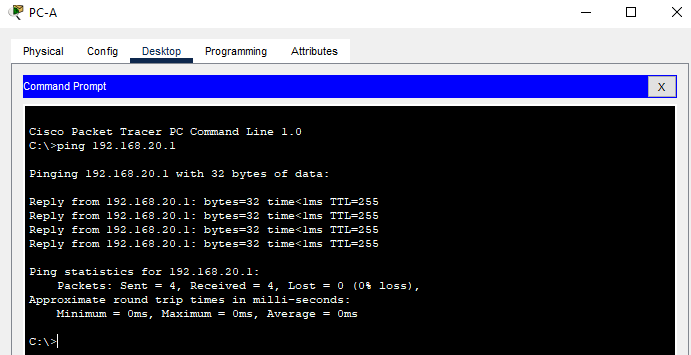 PC-A
Physical Config Desktop Programming Attributes
Command Prompt
X
Cisco Packet Tracer PC Command Line 1.0
C:\>ping 192.168.20.1
Pinging 192.168.20.1 with 32 bytes of data:
Reply from 192.168.20.1: bytes=32 time<1ms TTL=255
Reply from 192.168.20.1: bytes=32 time<1ms TTL=255
Reply from 192.168.20.1: bytes=32 time<1ms TTL=255
Reply from 192.168.20.1: bytes=32 time<1ms TTL=255
Ping statistics for 192.168.20.1:
Packets: Sent = 4, Received = 4, Lost = 0 (0% loss),
Approximate round trip times in milli-seconds:
Minimum = 0ms, Maximum = 0ms, Average = 0ms
C:\>